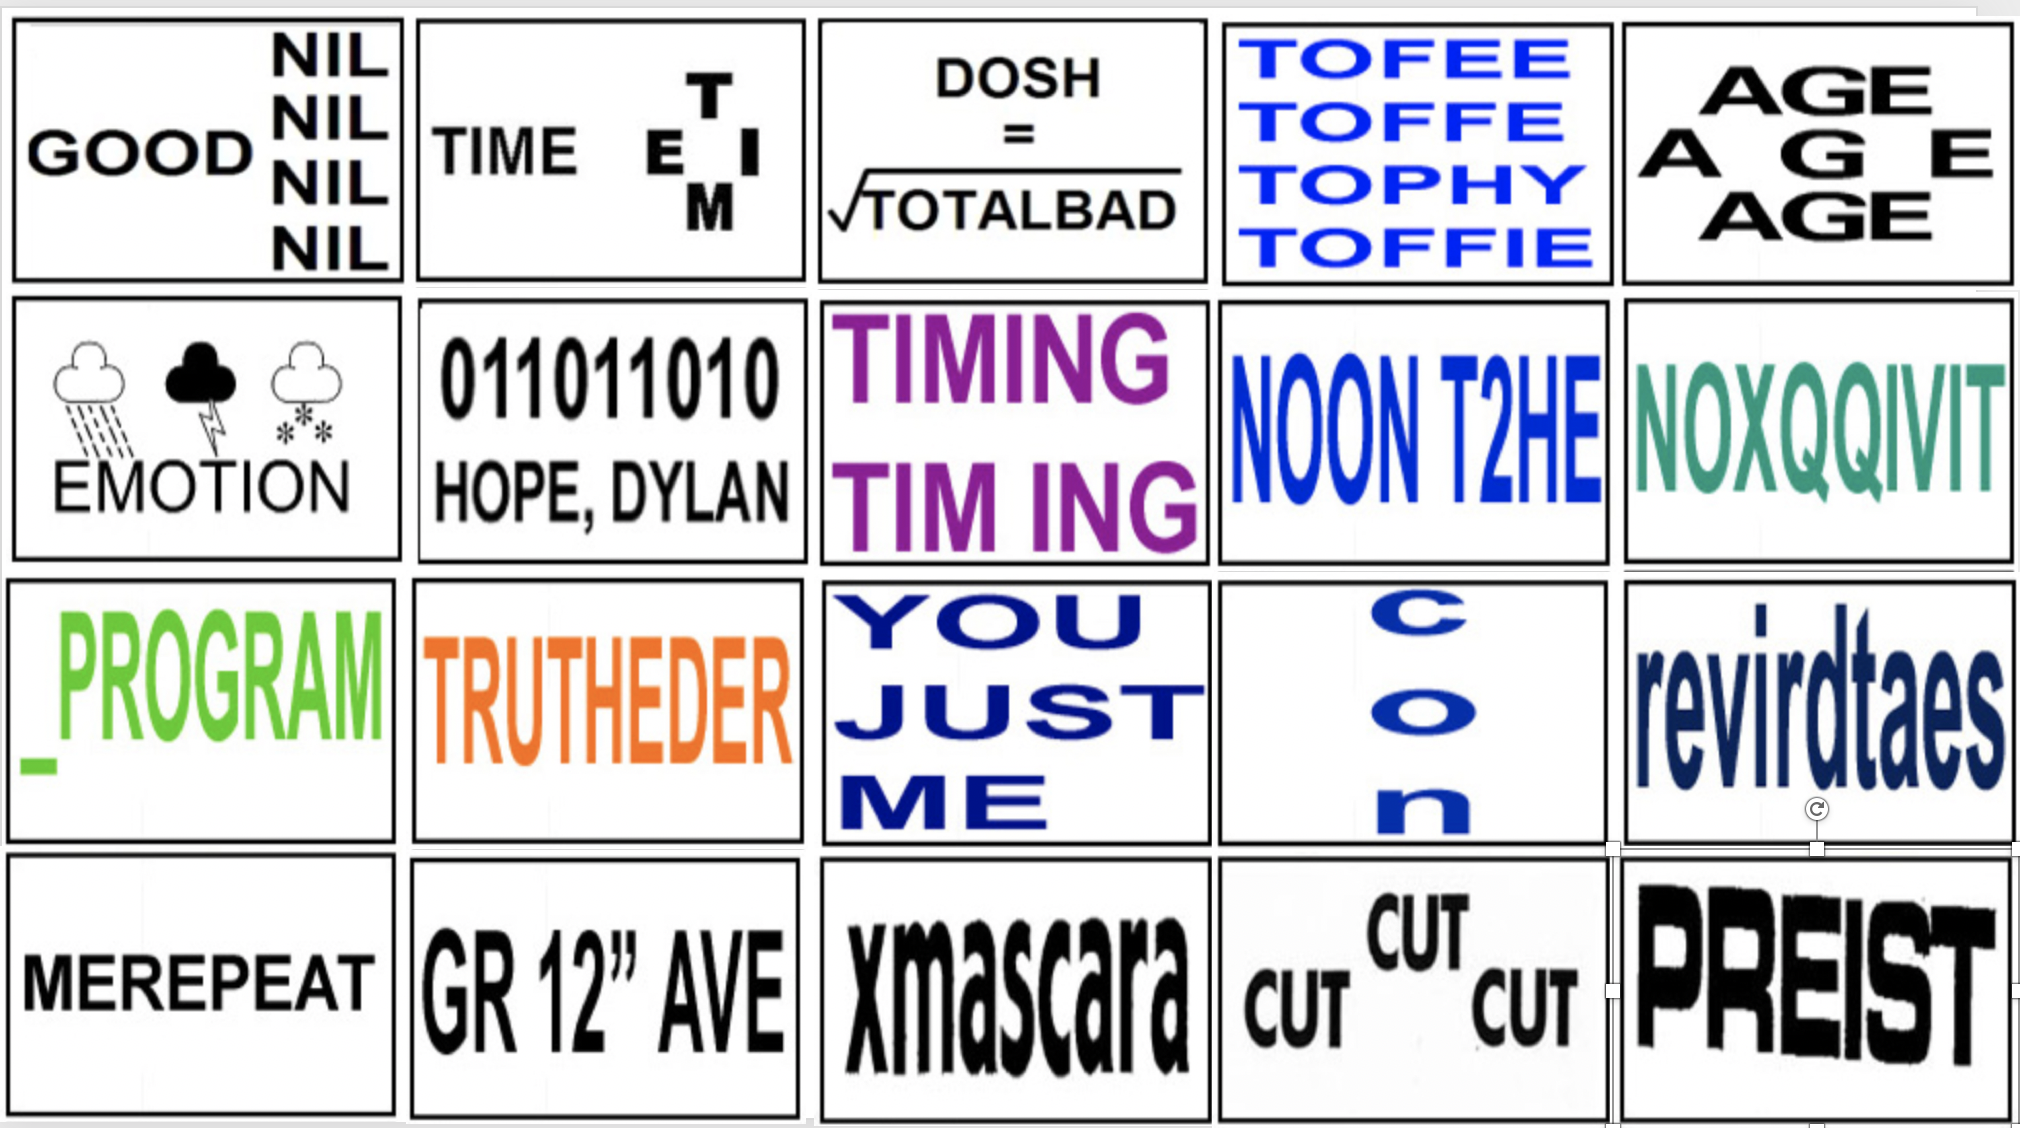 GOOD
NIL
NIL
NIL
NIL
TIME
T
E I
M
DOSH
=
√TOTALBAD
TOFEE
TOFFE
TOPHY
TOFFIE
AGE
A G E
AGE
EMOTION
011011010
HOPE, DYLAN
TIMING
TIM ING
NOON T2HE
NOXQQIVIT
_PROGRAM
TRUTHEDER
YOU
JUST
ME
c
o
n
revirdtaes
MEREPEAT
GR 12” AVE
xmascara
CUT
CUT CUT
PREIST